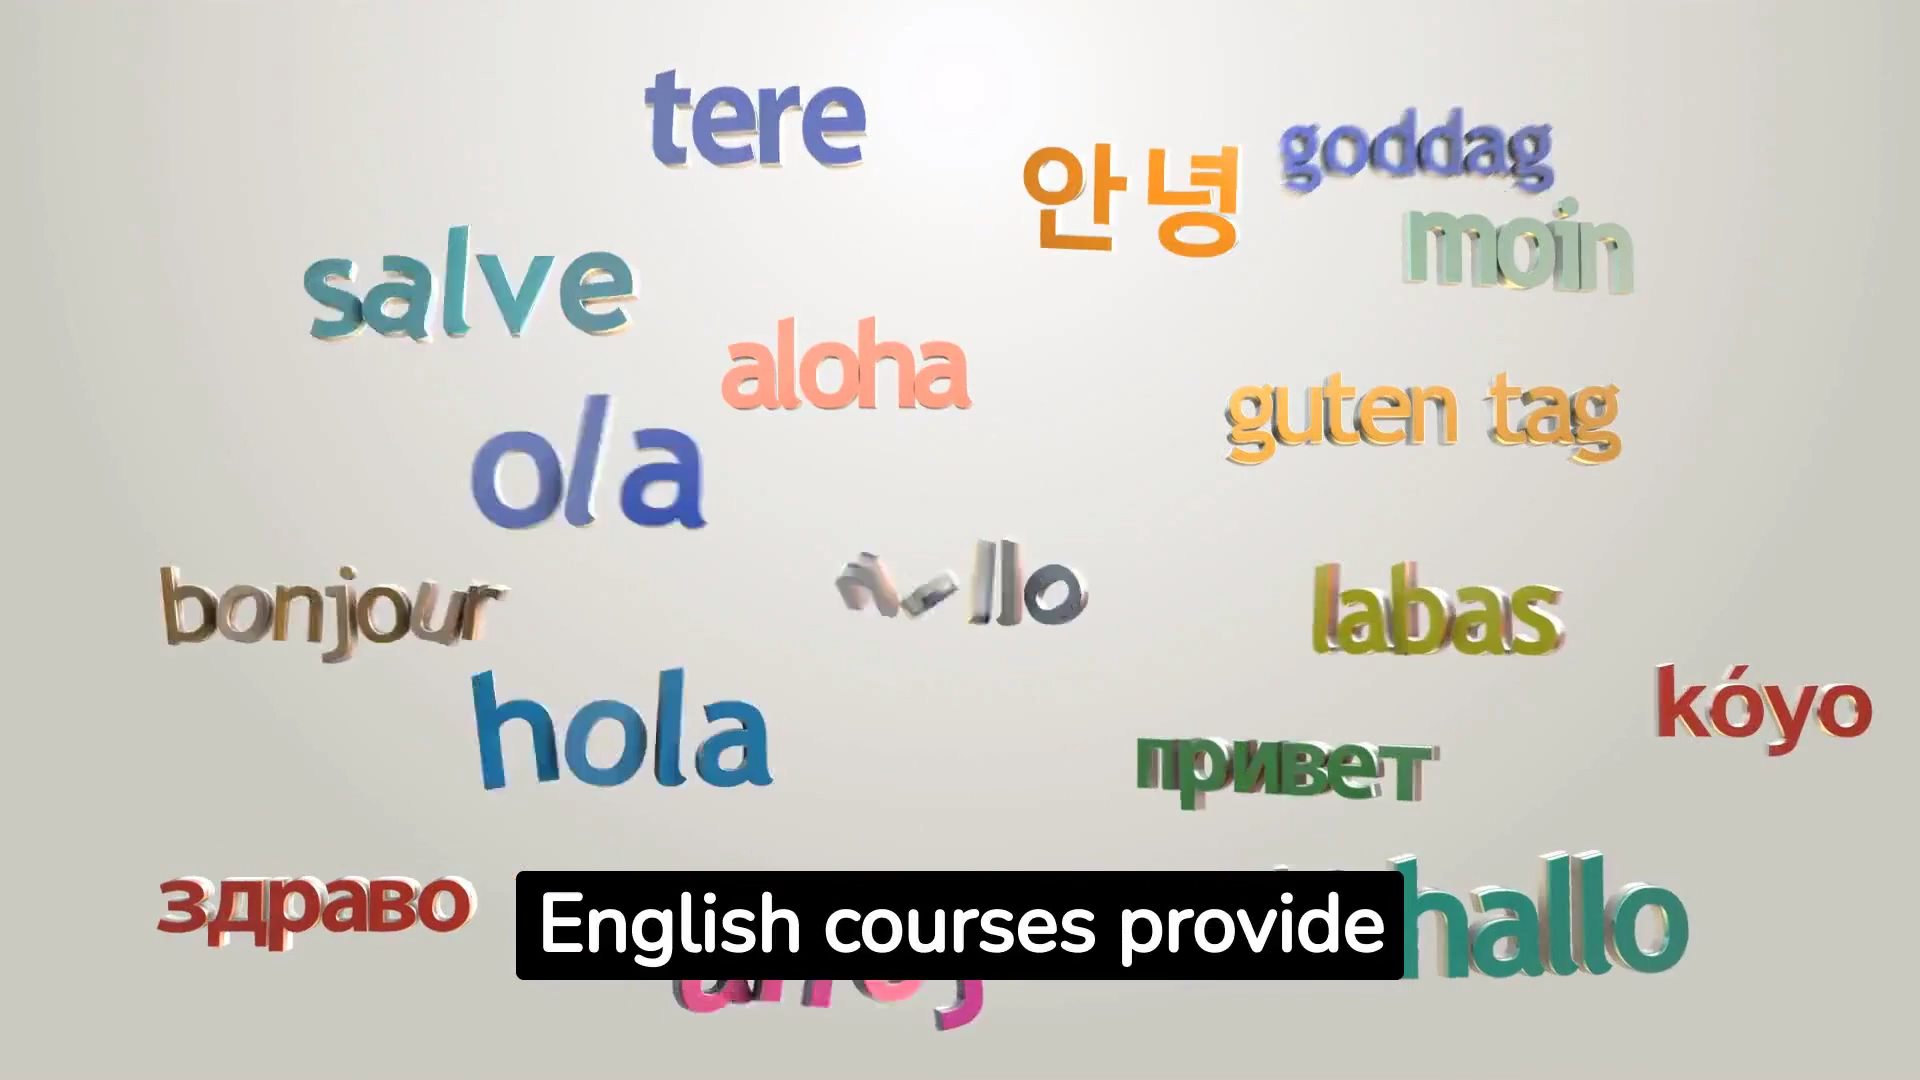 tere
안녕
goddag
moin
salve
aloha
guten tag
ola
bonjour
labas
hola
kóyo
привет
здраво
hallo
English courses provide